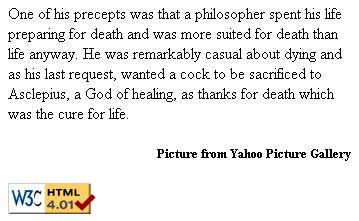 One of his precepts was that a philosopher spent his life
preparing for death and was more suited for death than
life anyway. He was remarkably casual about dying and
as his last request, wanted a cock to be sacrificed to
Asclepius, a God of healing, as thanks for death which
was the cure for life.
Picture from Yahoo Picture Gallery
W3C HTML
4.01